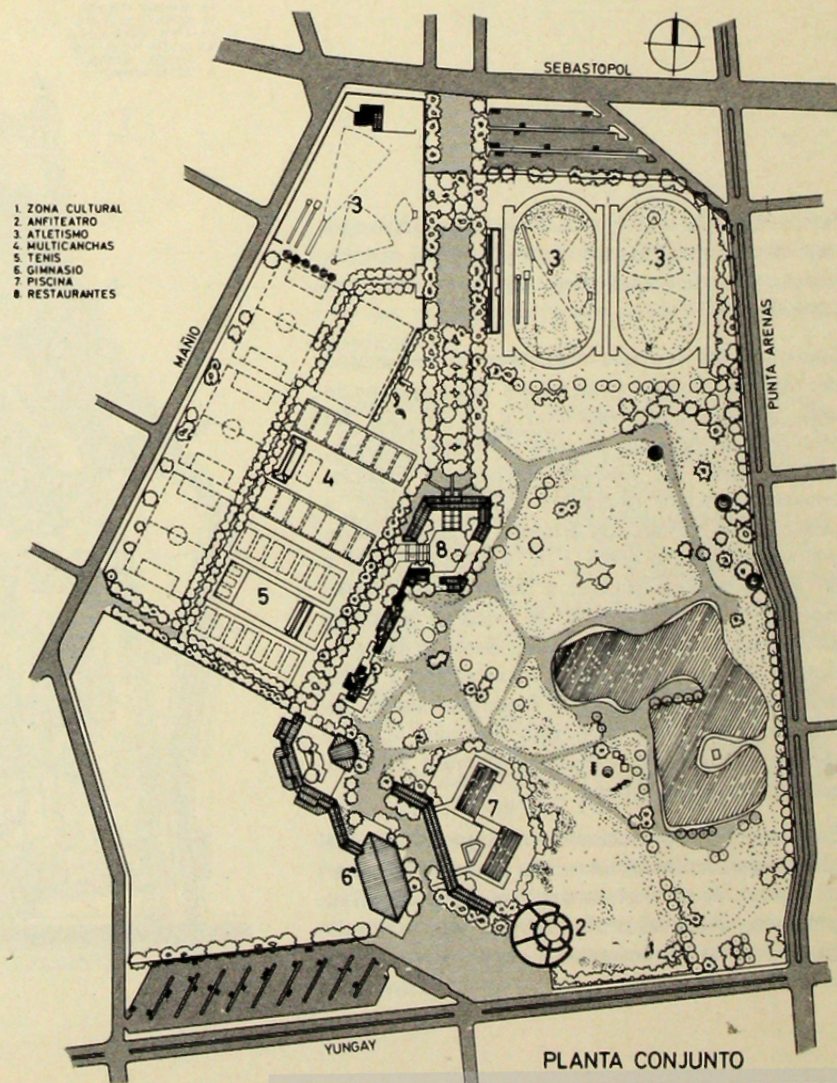 SEBASTOPOL
1. ZONA CULTURAL
2. ANFITEATRO
3. ATLETISMO
4. MULTICANCHAS
5. TENIS
6. GIMNASIO
7. PISCINA
8. RESTAURANTES
3
3
3
MAÑIO
PUNTA ARENAS
4
8
5
7
6
2
YUNGAY
PLANTA CONJUNTO